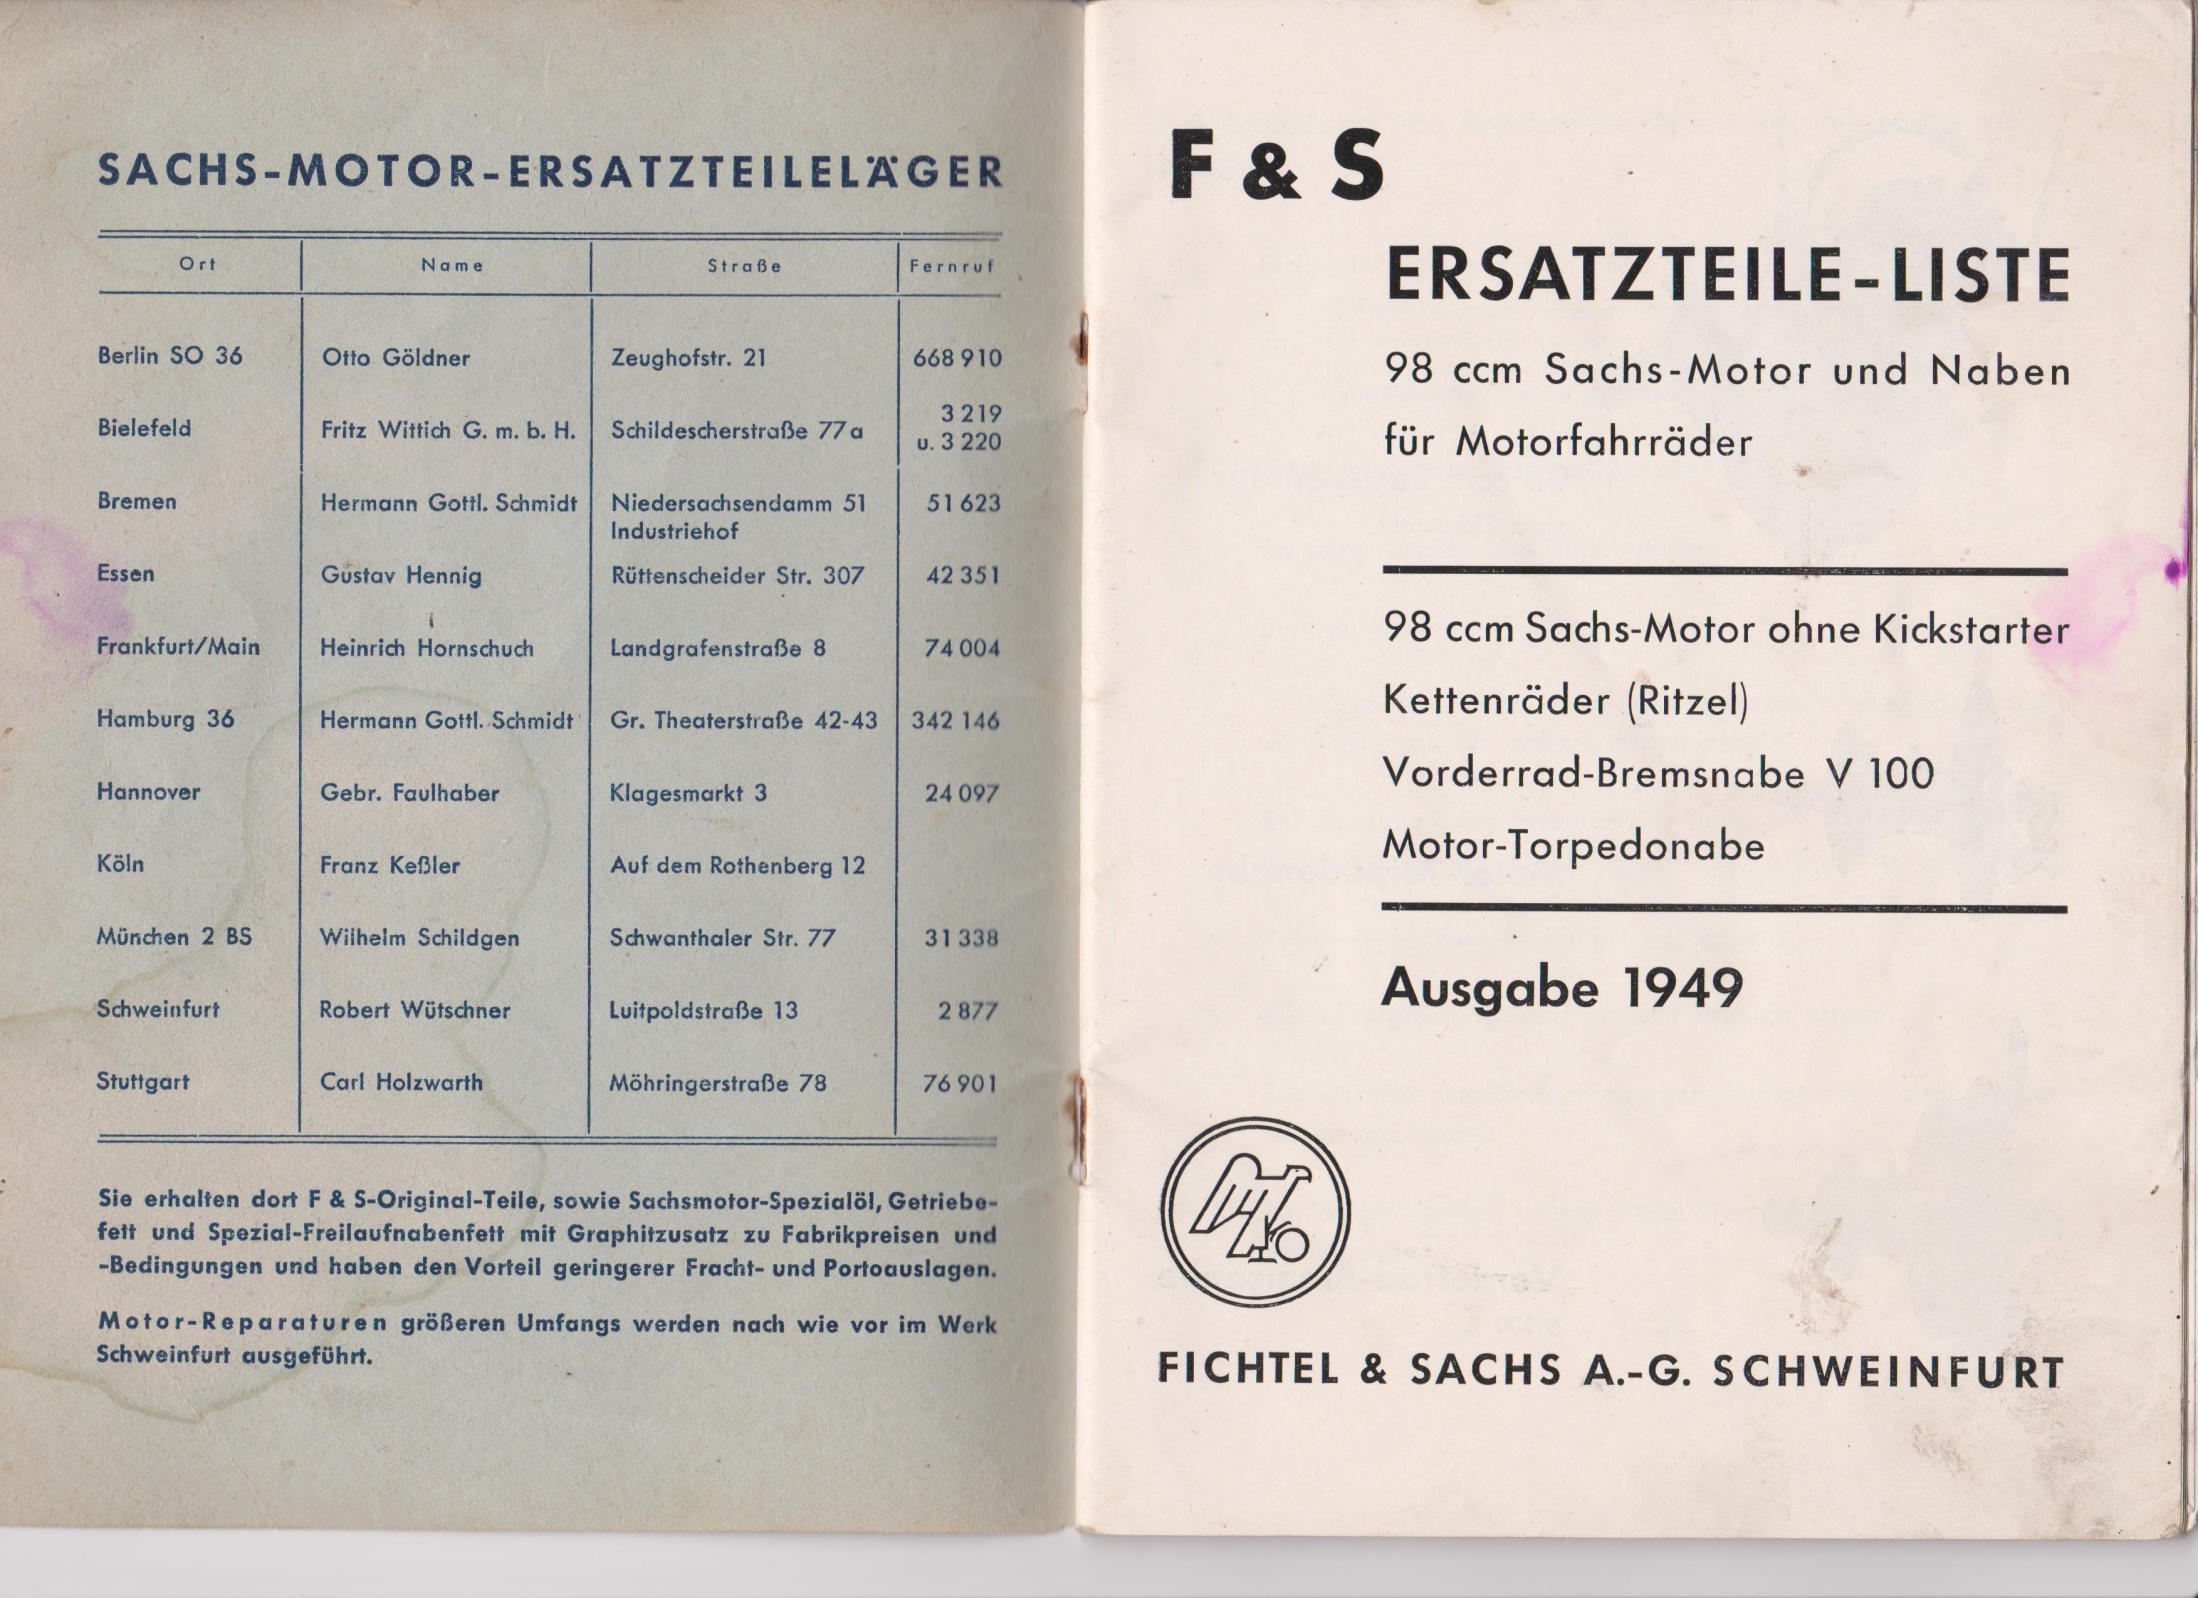 SACHS-MOTOR-ERSATZTEILELÄGER
Ort Name Straße Fernruf
Berlin SO 36 Otto Göldner Zeughofstr. 21 668 910
Bielefeld Fritz Wittich G. m. b. H. Schildescherstraße 77a 3 219
u. 3 220
Bremen Hermann Gottl. Schmidt Niedersachsendamm 51 51 623
Industriehof
Essen Gustav Hennig Rüttenscheider Str. 307 42 351
Frankfurt/Main Heinrich Hornschuch Landgrafenstraße 8 74 004
Hamburg 36 Hermann Gottl. Schmidt Gr. Theaterstraße 42-43 342 146
Hannover Gebr. Faulhaber Klagesmarkt 3 24 097
Köln Franz Keßler Auf dem Rothenberg 12
München 2 BS Wilhelm Schildgen Schwanthaler Str. 77 31 338
Schweinfurt Robert Wütschner Luitpoldstraße 13 2 877
Stuttgart Carl Holzwarth Möhringerstraße 78 76 901
Sie erhalten dort F & S-Original-Teile, sowie Sachsmotor-Spezialöl, Getriebe-
fett und Spezial-Freilaufnabenfett mit Graphitzusatz zu Fabrikpreisen und
-Bedingungen und haben den Vorteil geringerer Fracht- und Portoauslagen.
Motor-Reparaturen größeren Umfangs werden nach wie vor im Werk
Schweinfurt ausgeführt.
F & S
ERSATZTEILE-LISTE
98 ccm Sachs-Motor und Naben
für Motorfahrräder
98 ccm Sachs-Motor ohne Kickstarter
Kettenräder (Ritzel)
Vorderrad-Bremsnabe V 100
Motor-Torpedonabe
Ausgabe 1949
FICHTEL & SACHS A.-G. SCHWEINFURT